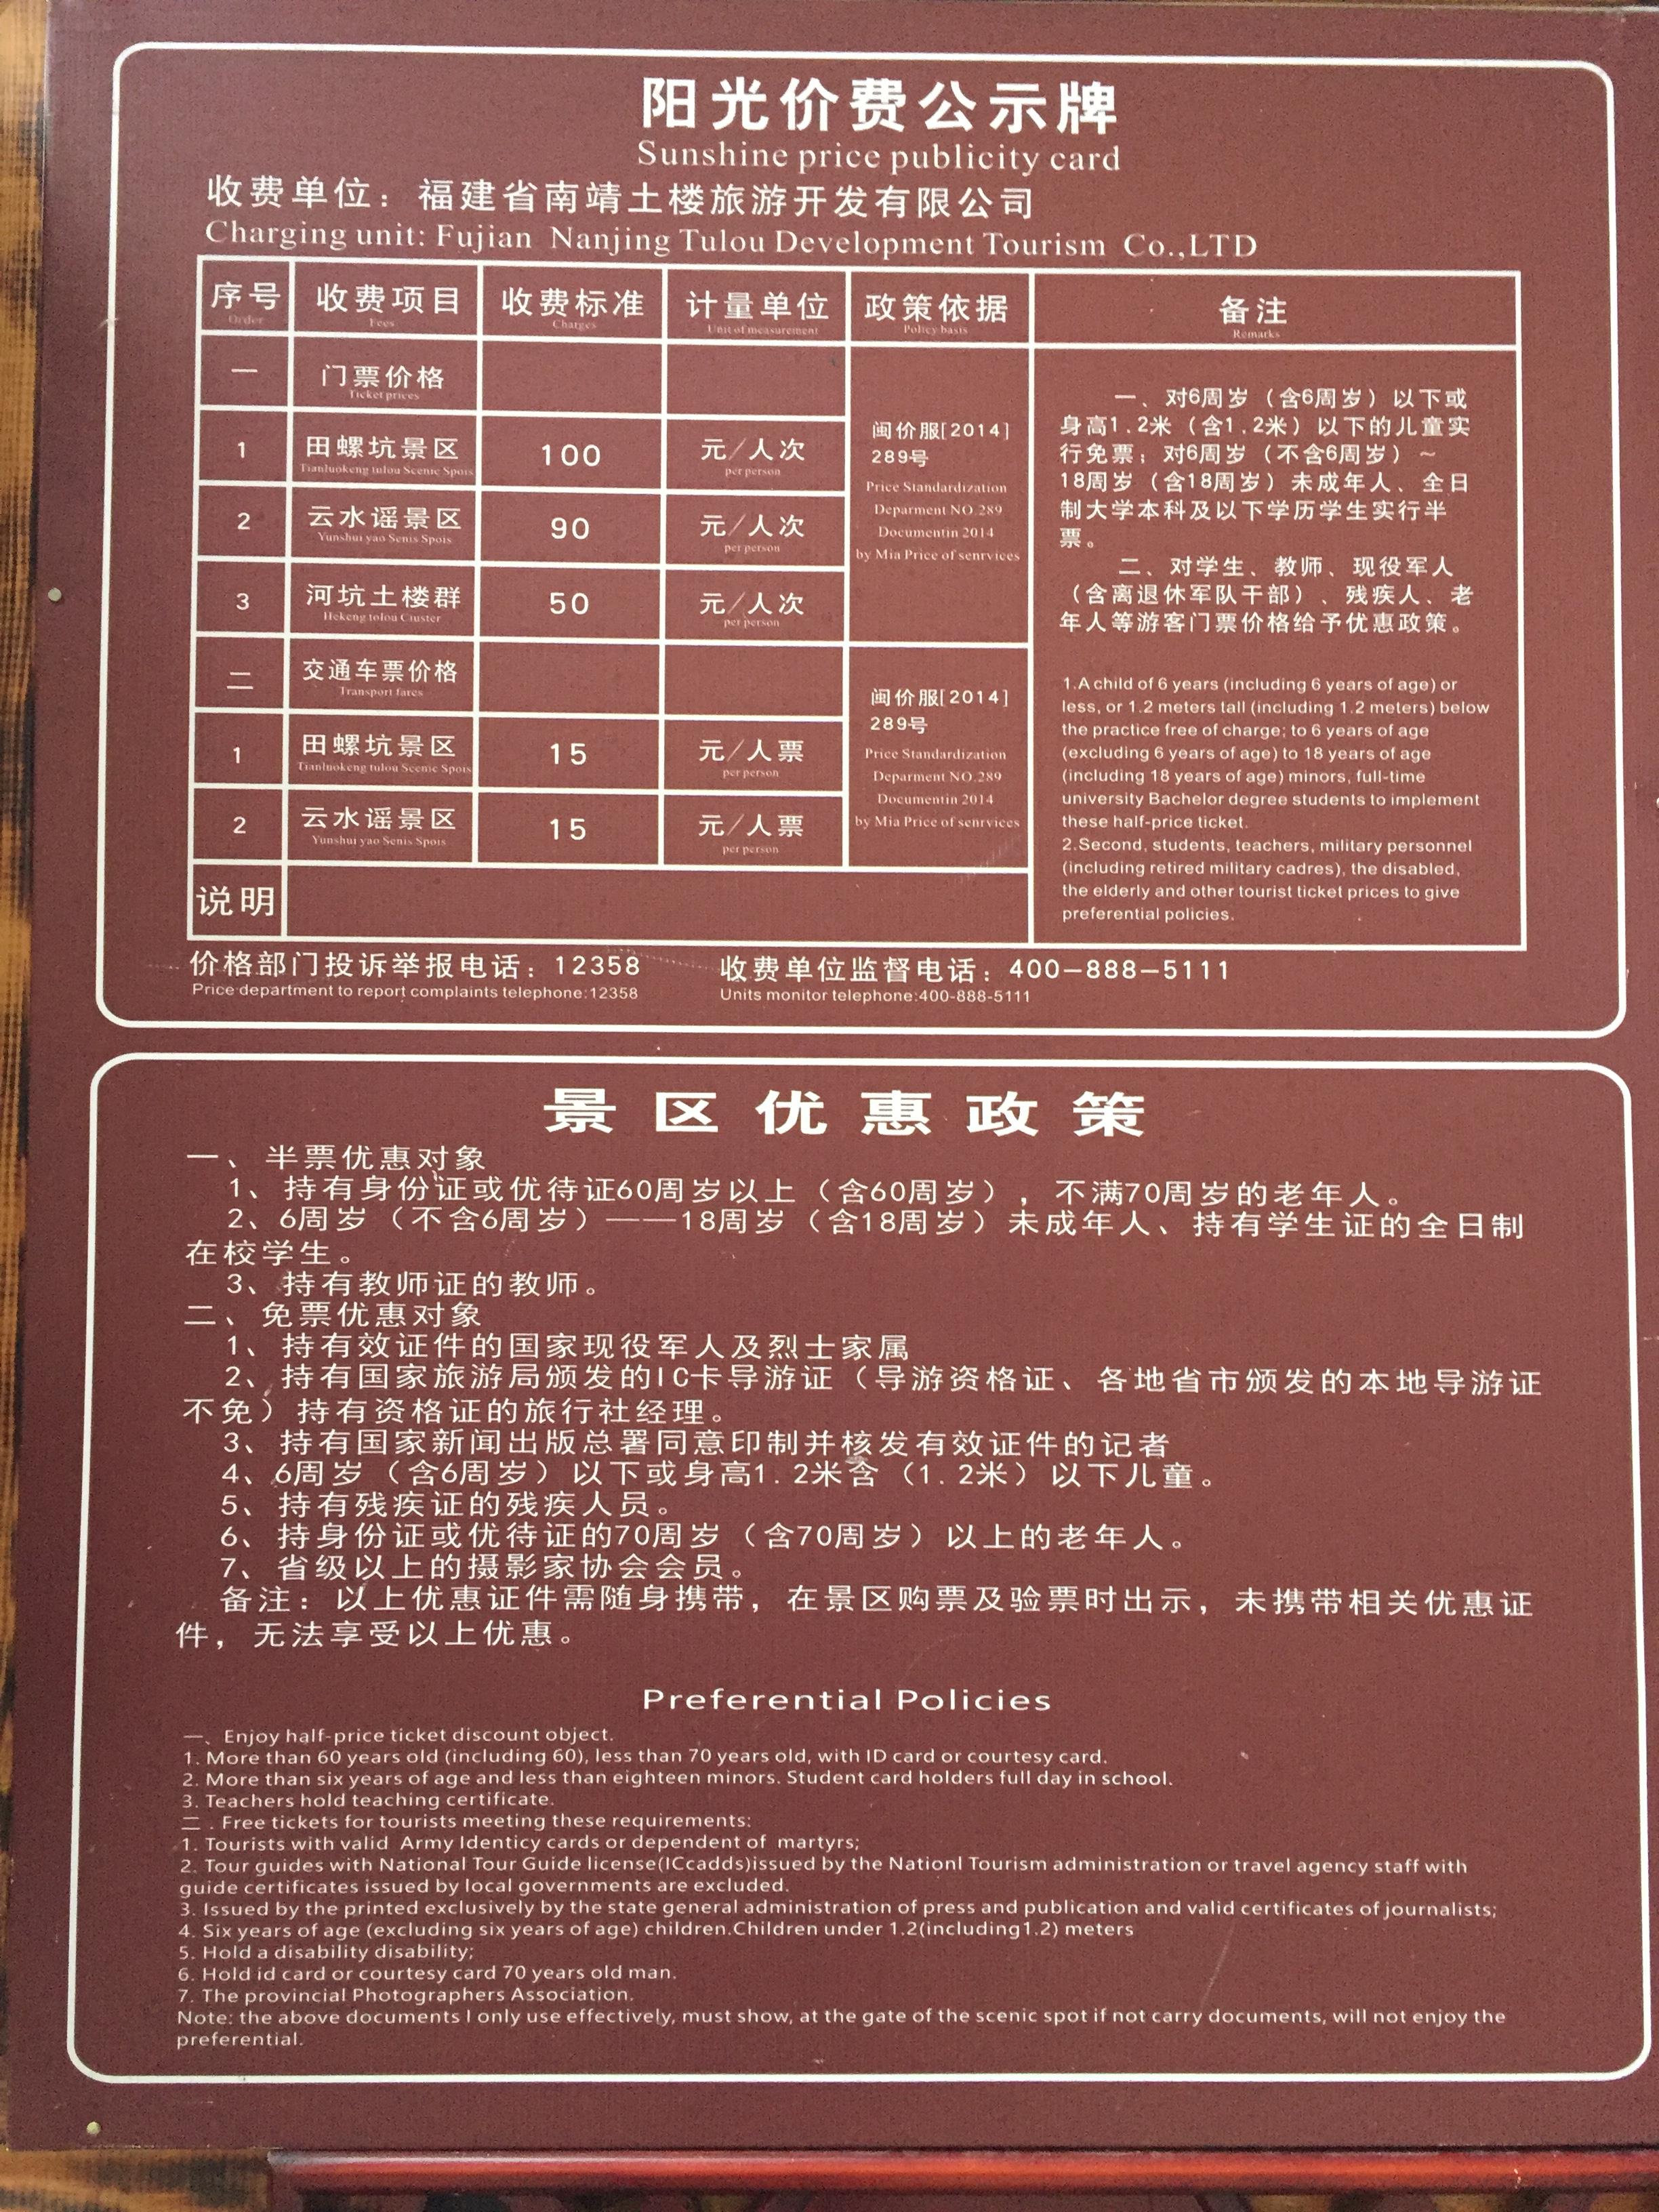 阳光价费公示牌
Sunshine price publicity card
收费单位：福建省南靖土楼旅游开发有限公司
Charging unit: Fujian Nanjing Tulou Development Tourism Co.,LTD
序号 收费项目 收费标准 计量单位 政策依据 备注
Order Fees Charges Unit of measurement Policy basis Remarks
一 门票价格
Ticket prices
1 田螺坑景区 100 元/人次
Tianluokeng tulou Scenic Spois per person
2 云水谣景区 90 元/人次
Yunshui yao Senis Spois per person
3 河坑土楼群 50 元/人次
Hekeng tolou Ciuster per person
闽价服[2014]
289号
Price Standardization
Deparment NO.289
Documentin 2014
by Mia Price of senrvices
二 交通车票价格
Transport fares
1 田螺坑景区 15 元/人票
Tianluokeng tulou Scenic Spois per person
2 云水谣景区 15 元/人票
Yunshui yao Senis Spois per person
闽价服[2014]
289号
Price Standardization
Deparment NO.289
Documentin 2014
by Mia Price of senrvices
说明
一、对6周岁（含6周岁）以下或
身高1.2米（含1.2米）以下的儿童实
行免票；对6周岁（不含6周岁）～
18周岁（含18周岁）未成年人、全日
制大学本科及以下学历学生实行半
票。
二、对学生、教师、现役军人
（含离退休军队干部）、残疾人、老
年人等游客门票价格给予优惠政策。
1.A child of 6 years (including 6 years of age) or
less, or 1.2 meters tall (including 1.2 meters) below
the practice free of charge; to 6 years of age
(excluding 6 years of age) to 18 years of age
(including 18 years of age) minors, full-time
university Bachelor degree students to implement
these half-price ticket.
2.Second, students, teachers, military personnel
(including retired military cadres), the disabled,
the elderly and other tourist ticket prices to give
preferential policies.
价格部门投诉举报电话：12358 收费单位监督电话：400-888-5111
Price department to report complaints telephone:12358 Units monitor telephone:400-888-5111
景区优惠政策
一、半票优惠对象
1、持有身份证或优待证60周岁以上（含60周岁），不满70周岁的老年人。
2、6周岁（不含6周岁）——18周岁（含18周岁）未成年人、持有学生证的全日制
在校学生。
3、持有教师证的教师。
二、免票优惠对象
1、持有效证件的国家现役军人及烈士家属
2、持有国家旅游局颁发的IC卡导游证（导游资格证、各地省市颁发的本地导游证
不免）持有资格证的旅行社经理。
3、持有国家新闻出版总署同意印制并核发有效证件的记者
4、6周岁（含6周岁）以下或身高1.2米含（1.2米）以下儿童。
5、持有残疾证的残疾人员。
6、持身份证或优待证的70周岁（含70周岁）以上的老年人。
7、省级以上的摄影家协会会员。
备注：以上优惠证件需随身携带，在景区购票及验票时出示，未携带相关优惠证
件，无法享受以上优惠。
Preferential Policies
一、Enjoy half-price ticket discount object.
1. More than 60 years old (including 60), less than 70 years old, with ID card or courtesy card.
2. More than six years of age and less than eighteen minors. Student card holders full day in school.
3. Teachers hold teaching certificate.
二 . Free tickets for tourists meeting these requirements:
1. Tourists with valid Army Identicy cards or dependent of martyrs;
2. Tour guides with National Tour Guide license(ICcadds)issued by the Nationl Tourism administration or travel agency staff with
guide certificates issued by local governments are excluded.
3. Issued by the printed exclusively by the state general administration of press and publication and valid certificates of journalists;
4. Six years of age (excluding six years of age) children.Children under 1.2(including1.2) meters
5. Hold a disability disability;
6. Hold id card or courtesy card 70 years old man.
7. The provincial Photographers Association.
Note: the above documents I only use effectively, must show, at the gate of the scenic spot if not carry documents, will not enjoy the
preferential.